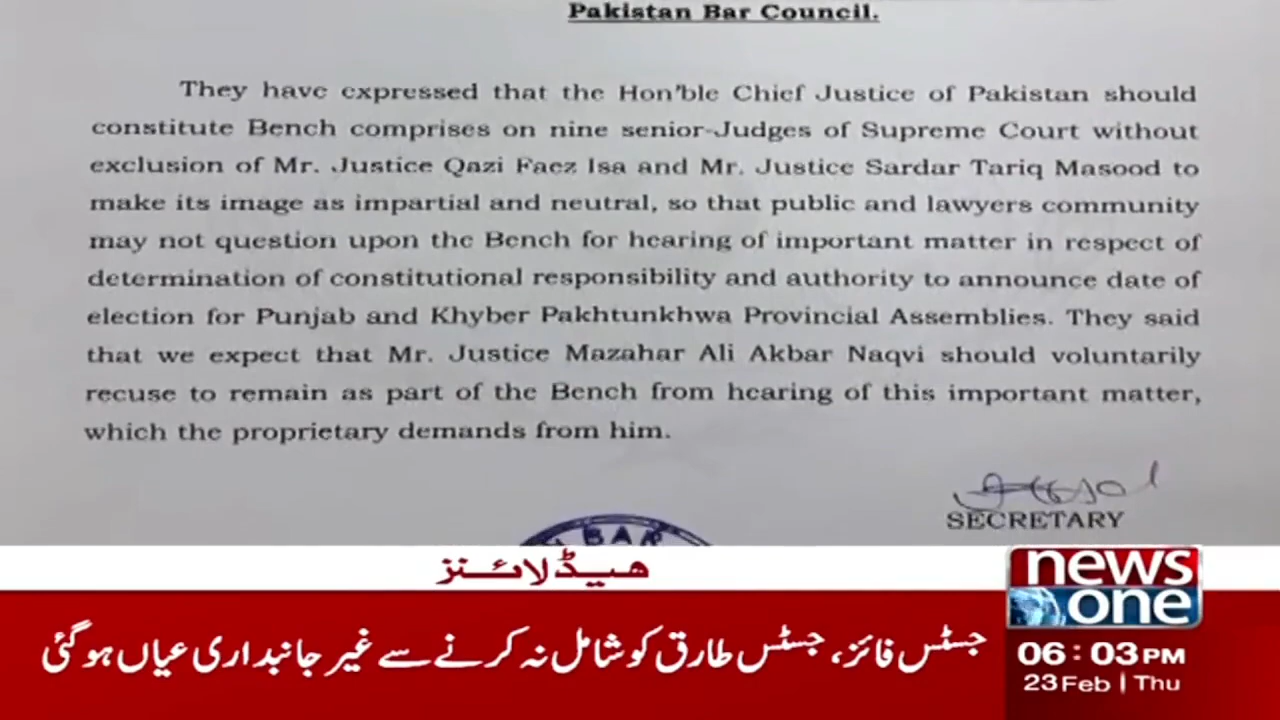 Pakistan Bar Council.
They have expressed that the Hon'ble Chief Justice of Pakistan should
constitute Bench comprises on nine senior-Judges of Supreme Court without
exclusion of Mr. Justice Qazi Faez Isa and Mr. Justice Sardar Tariq Masood to
make its image as impartial and neutral, so that public and lawyers community
may not question upon the Bench for hearing of important matter in respect of
determination of constitutional responsibility and authority to announce date of
election for Punjab and Khyber Pakhtunkhwa Provincial Assemblies. They said
that we expect that Mr. Justice Mazahar Ali Akbar Naqvi should voluntarily
recuse to remain as part of the Bench from hearing of this important matter,
which the proprietary demands from him.
SECRETARY
BAR
ھیڈلائنز
news
one
جسٹس فائز، جسٹس طارق کو شامل نہ کرنے سے غیر جانبداری عیاں ہوگئی
06:03PM
23Feb | Thu